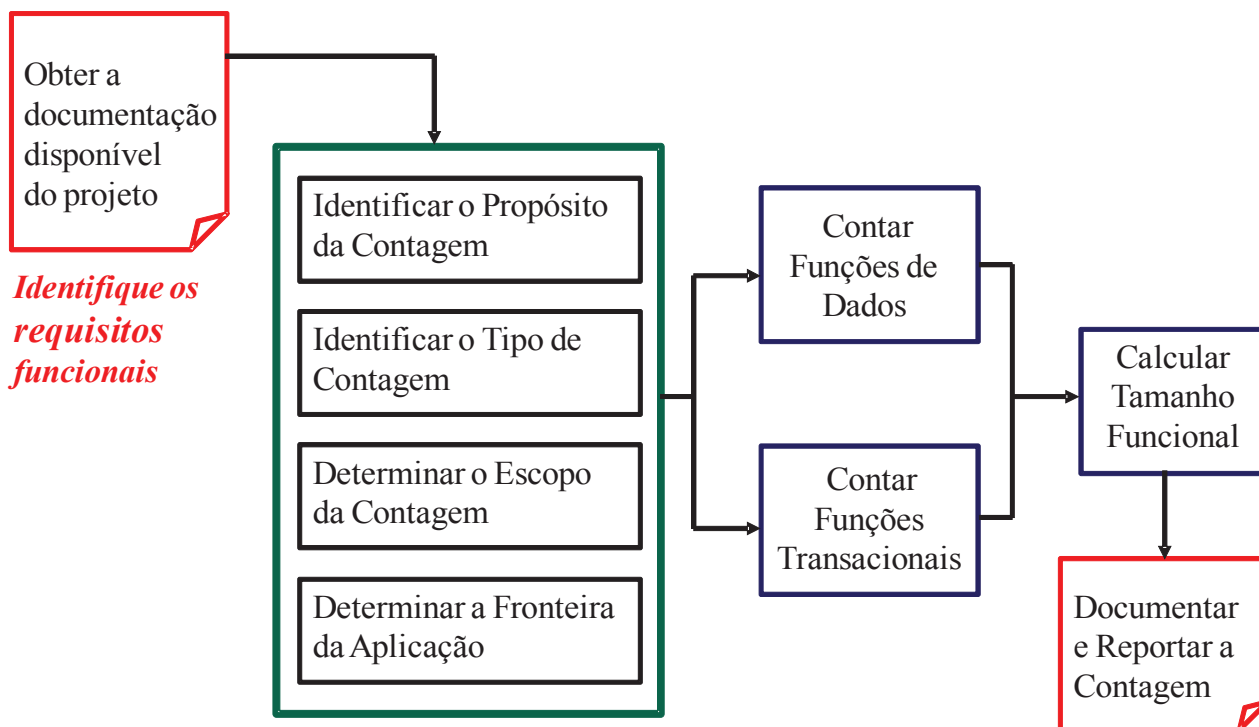 Obter a
documentação
disponível
do projeto
Identifique os
requisitos
funcionais
Identificar o Propósito
da Contagem
Identificar o Tipo de
Contagem
Determinar o Escopo
da Contagem
Determinar a Fronteira
da Aplicação
Contar
Funções de
Dados
Contar
Funções
Transacionais
Calcular
Tamanho
Funcional
Documentar
e Reportar a
Contagem